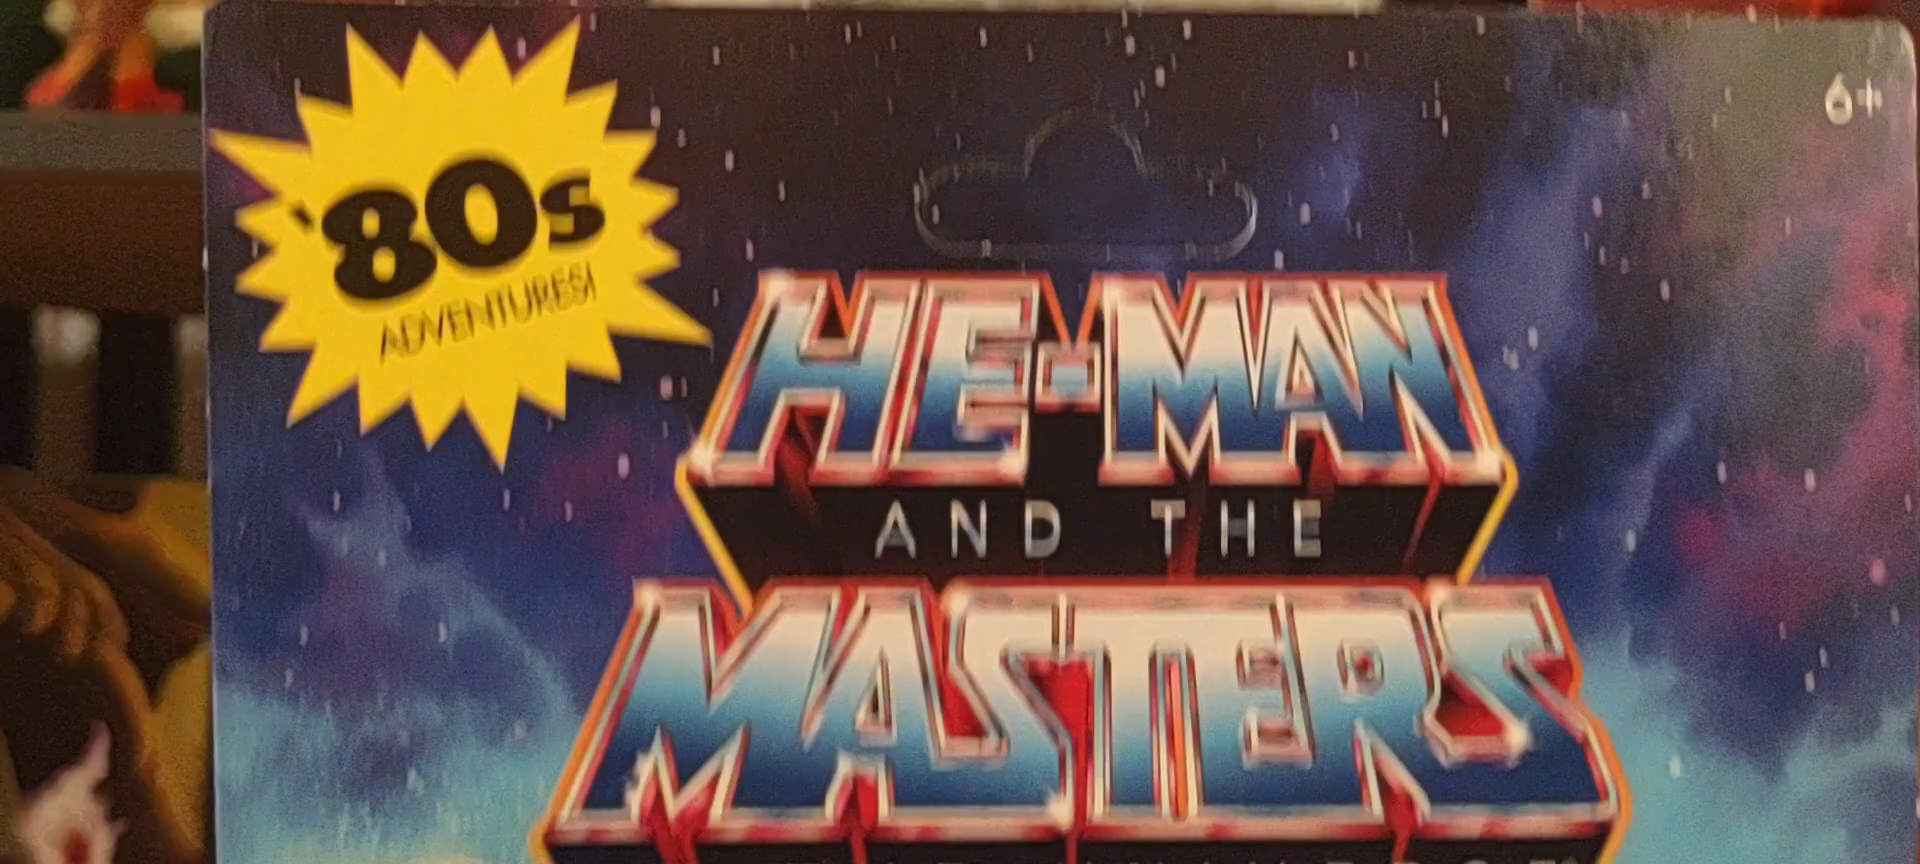 '80s
ADVENTURES!
6+
HE-MAN
AND THE
MASTERS